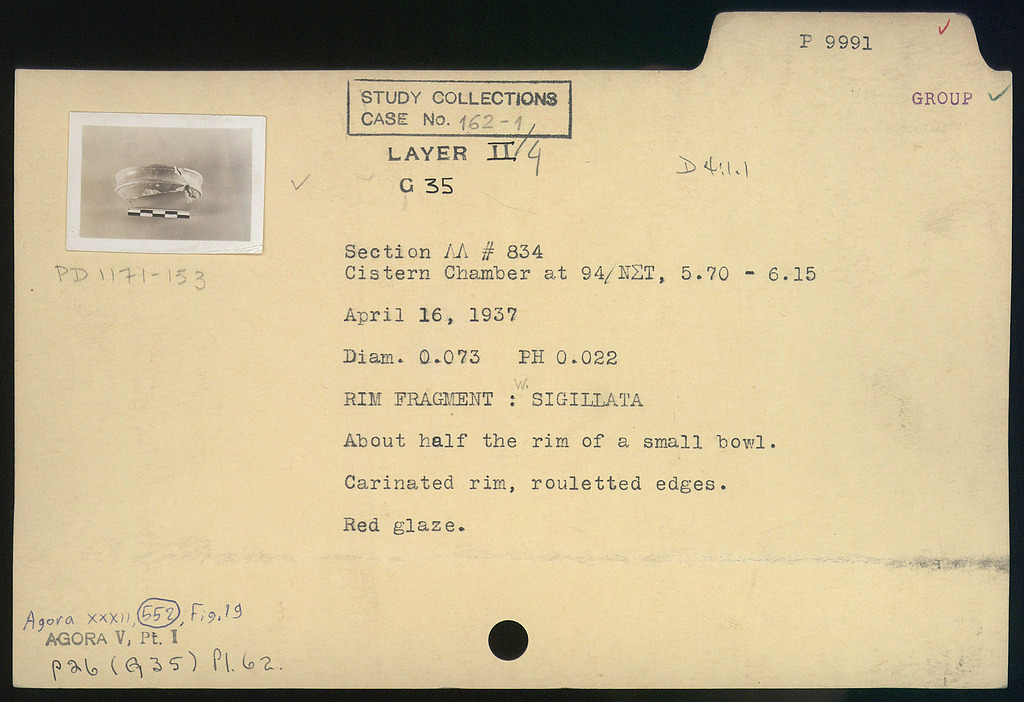 P 9991
GROUP
STUDY COLLECTIONS
CASE No. 162-1/4
LAYER II
G 35
D 4:1.1
PD 1171-153
Section ΛΛ # 834
Cistern Chamber at 94/ΝΣΤ, 5.70 - 6.15
April 16, 1937
Diam. 0.073 PH 0.022
W.
RIM FRAGMENT : SIGILLATA
About half the rim of a small bowl.
Carinated rim, rouletted edges.
Red glaze.
Agora XXXII, 552, Fig. 19
AGORA V, Pt. I
p26 (G35) Pl. 62.